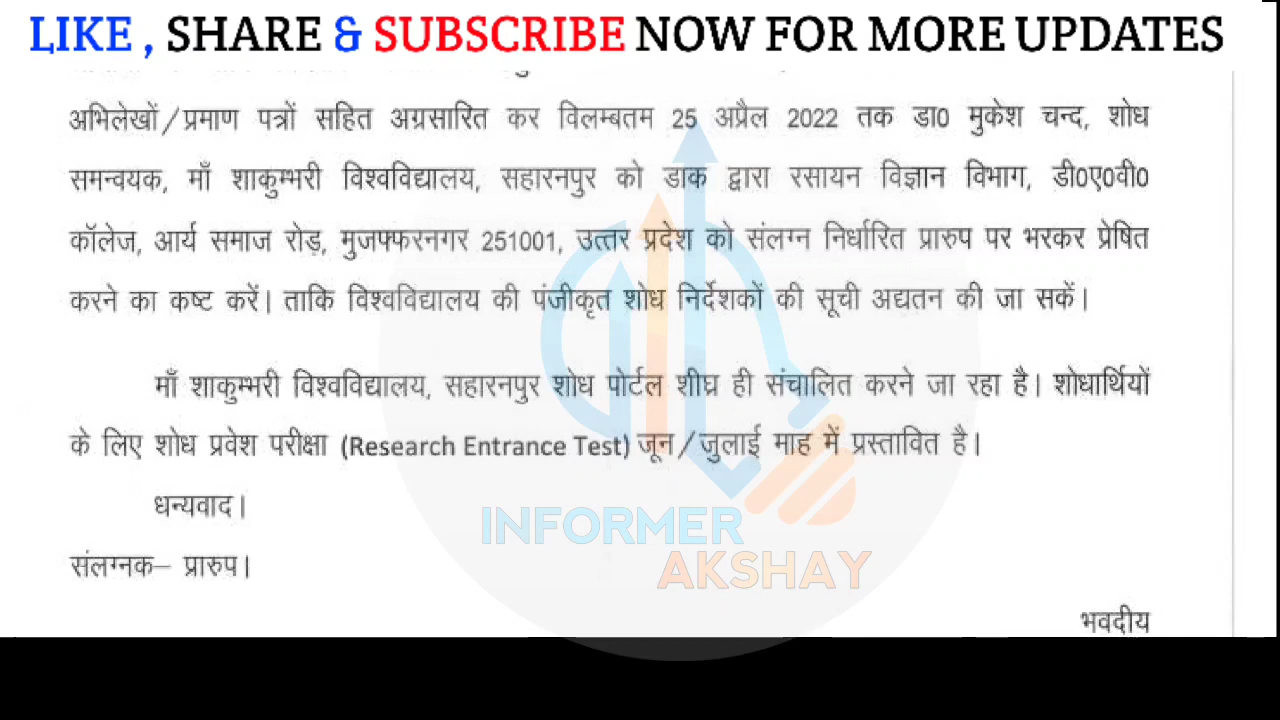 LIKE , SHARE & SUBSCRIBE NOW FOR MORE UPDATES
अभिलेखों/प्रमाण पत्रों सहित अग्रसारित कर विलम्बतम 25 अप्रैल 2022 तक डा0 मुकेश चन्द, शोध
समन्वयक, माँ शाकुम्भरी विश्वविद्यालय, सहारनपुर को डाक द्वारा रसायन विज्ञान विभाग, डी0ए0वी0
कॉलेज, आर्य समाज रोड़, मुजफ्फरनगर 251001, उत्तर प्रदेश को संलग्न निर्धारित प्रारुप पर भरकर प्रेषित
करने का कष्ट करें। ताकि विश्वविद्यालय की पंजीकृत शोध निर्देशकों की सूची अद्यतन की जा सकें।
माँ शाकुम्भरी विश्वविद्यालय, सहारनपुर शोध पोर्टल शीघ्र ही संचालित करने जा रहा है। शोधार्थियों
के लिए शोध प्रवेश परीक्षा (Research Entrance Test) जून/जुलाई माह में प्रस्तावित है।
धन्यवाद।
INFORMER
AKSHAY
संलग्नक– प्रारुप।
भवदीय